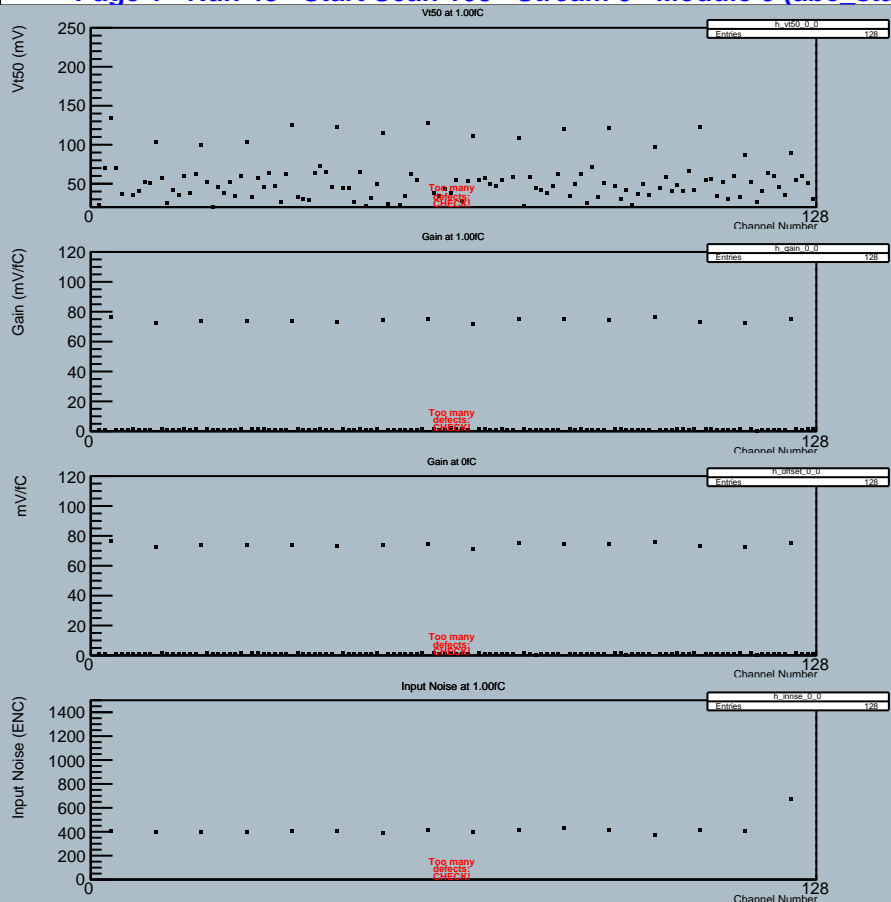 Vt50 at 1.00fC
h_vt50_0_0
Entries 128
Vt50 (mV)
250
200
150
100
50
Too many
defects:
CHECK!
0
128
Channel Number
Gain at 1.00fC
h_gain_0_0
Entries 128
Gain (mV/fC)
120
100
80
60
40
20
0
Too many
defects:
CHECK!
0
128
Channel Number
Gain at 0fC
h_offset_0_0
Entries 128
mV/fC
120
100
80
60
40
20
0
Too many
defects:
CHECK!
0
128
Channel Number
Input Noise at 1.00fC
h_innse_0_0
Entries 128
Input Noise (ENC)
1400
1200
1000
800
600
400
200
0
Too many
defects:
CHECK!
0
128
Channel Number